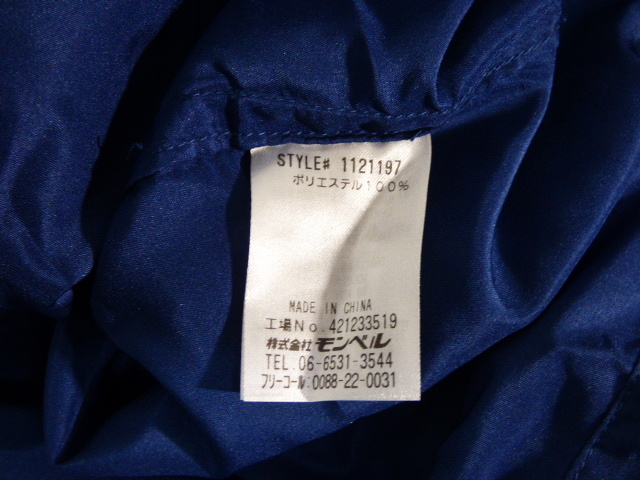 STYLE# 1121197
ポリエステル100%
MADE IN CHINA
工場No.421233519
株式会社 モンベル
TEL.06-6531-3544
フリーコール:0088-22-0031